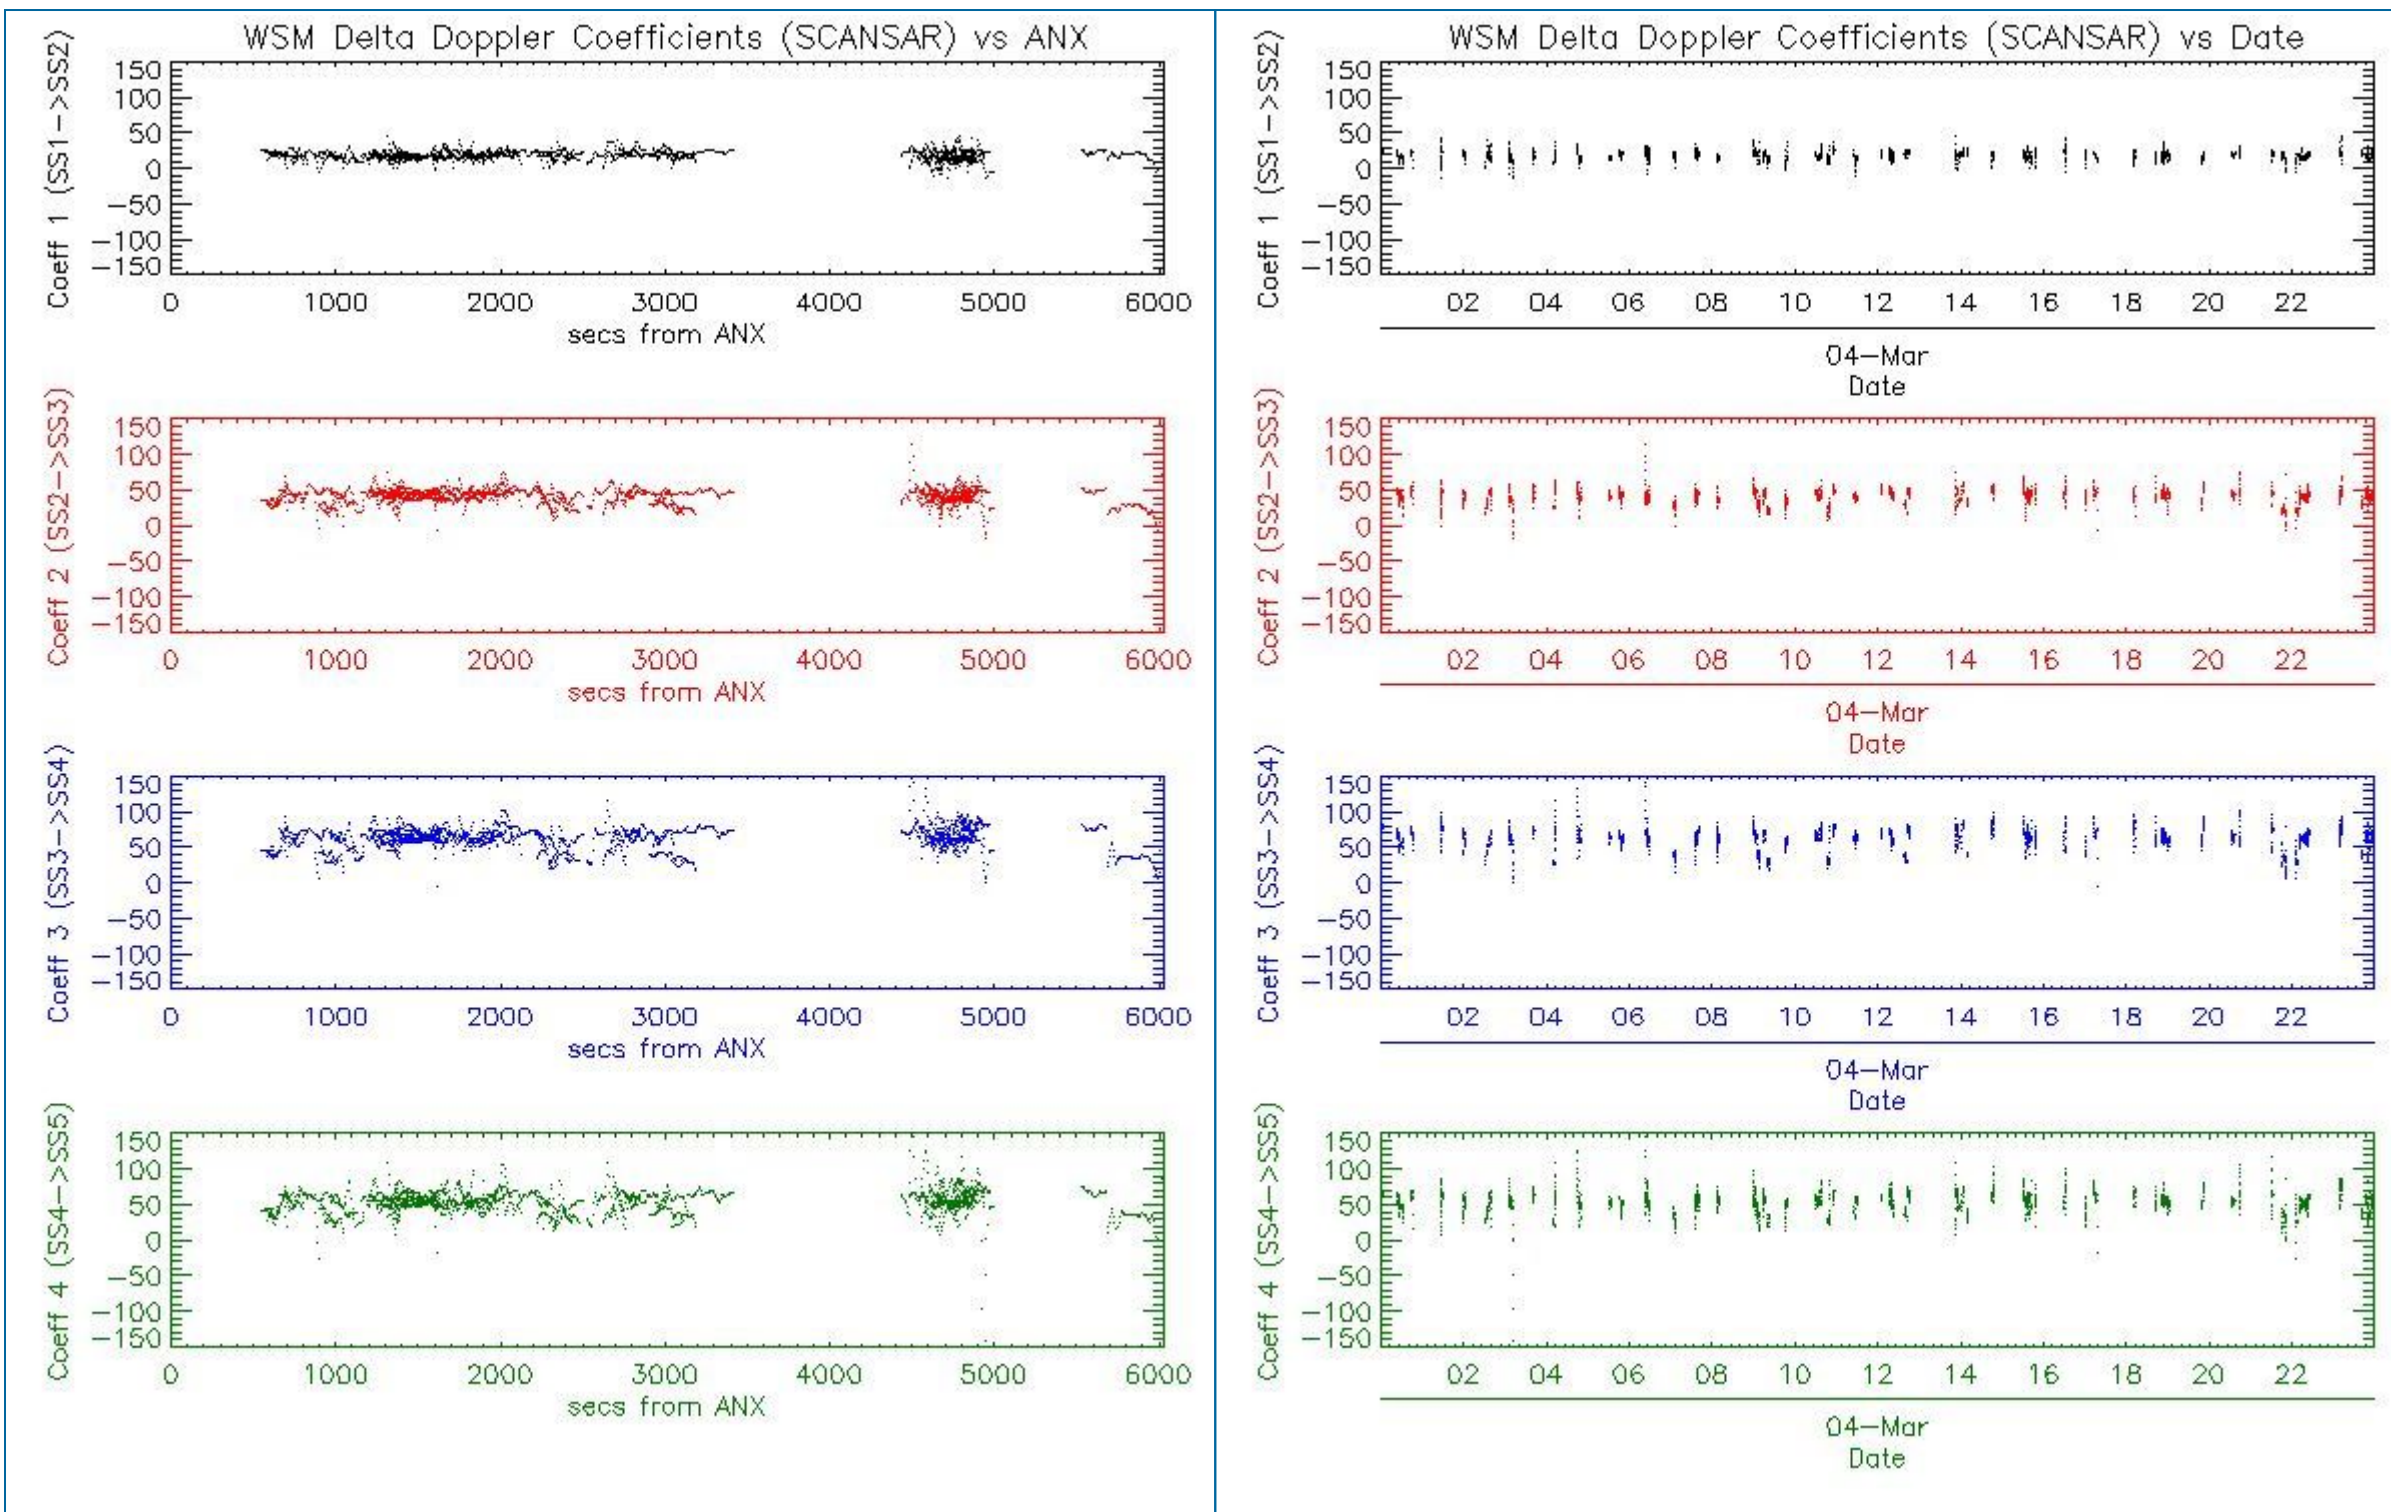 WSM Delta Doppler Coefficients (SCANSAR) vs ANX
Coeff 1 (SS1->SS2)
150
100
50
0
-50
-100
-150
0 1000 2000 3000 4000 5000 6000
secs from ANX
Coeff 2 (SS2->SS3)
150
100
50
0
-50
-100
-150
0 1000 2000 3000 4000 5000 6000
secs from ANX
Coeff 3 (SS3->SS4)
150
100
50
0
-50
-100
-150
0 1000 2000 3000 4000 5000 6000
secs from ANX
Coeff 4 (SS4->SS5)
150
100
50
0
-50
-100
-150
0 1000 2000 3000 4000 5000 6000
secs from ANX
WSM Delta Doppler Coefficients (SCANSAR) vs Date
Coeff 1 (SS1->SS2)
150
100
50
0
-50
-100
-150
02 04 06 08 10 12 14 16 18 20 22
04-Mar
Date
Coeff 2 (SS2->SS3)
150
100
50
0
-50
-100
-150
02 04 06 08 10 12 14 16 18 20 22
04-Mar
Date
Coeff 3 (SS3->SS4)
150
100
50
0
-50
-100
-150
02 04 06 08 10 12 14 16 18 20 22
04-Mar
Date
Coeff 4 (SS4->SS5)
150
100
50
0
-50
-100
-150
02 04 06 08 10 12 14 16 18 20 22
04-Mar
Date